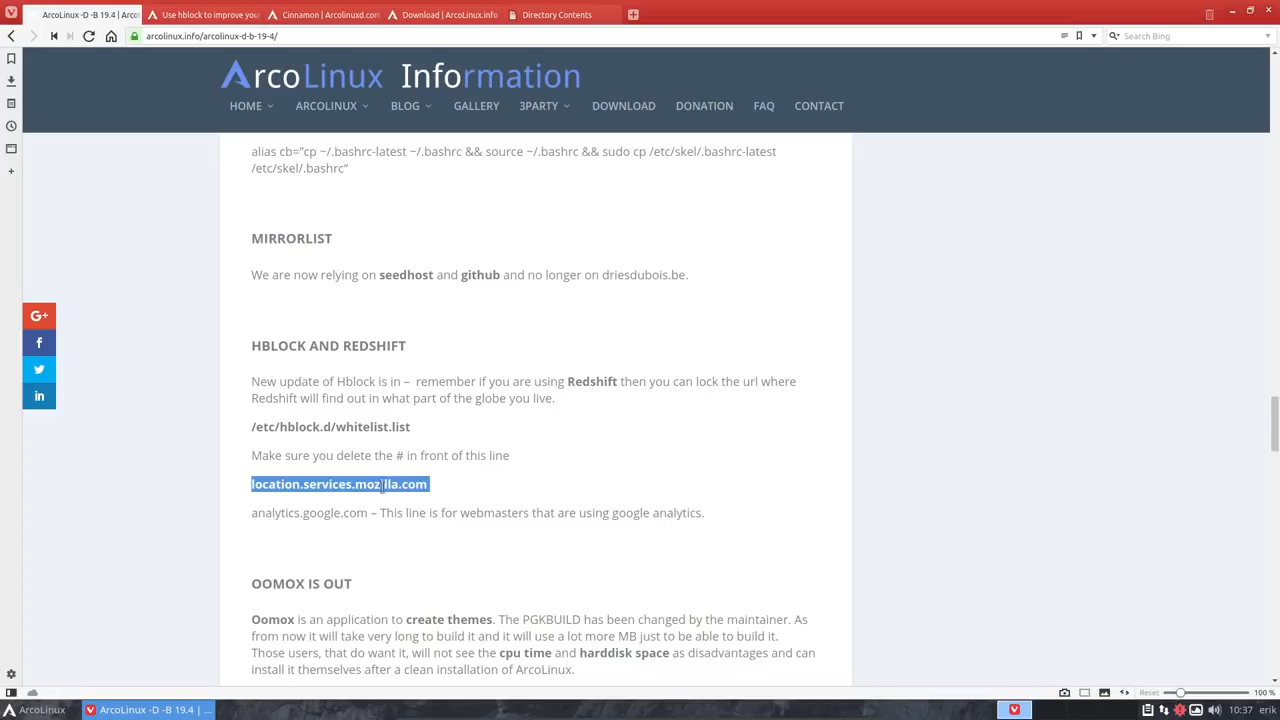 ArcoLinux -D -B 19.4 | Arco
Use hblock to improve your
Cinnamon | Arcolinuxd.com
Download | ArcoLinux.info
Directory Contents
arcolinux.info/arcolinux-d-b-19-4/
Search Bing
ArcoLinux Information
HOME
ARCOLINUX
BLOG
GALLERY
3PARTY
DOWNLOAD
DONATION
FAQ
CONTACT
alias cb="cp ~/.bashrc-latest ~/.bashrc && source ~/.bashrc && sudo cp /etc/skel/.bashrc-latest
/etc/skel/.bashrc"
MIRRORLIST
We are now relying on seedhost and github and no longer on driesdubois.be.
G+
HBLOCK AND REDSHIFT
New update of Hblock is in – remember if you are using Redshift then you can lock the url where
Redshift will find out in what part of the globe you live.
/etc/hblock.d/whitelist.list
Make sure you delete the # in front of this line
location.services.mozilla.com
analytics.google.com – This line is for webmasters that are using google analytics.
OOMOX IS OUT
Oomox is an application to create themes. The PGKBUILD has been changed by the maintainer. As
from now it will take very long to build it and it will use a lot more MB just to be able to build it.
Those users, that do want it, will not see the cpu time and harddisk space as disadvantages and can
install it themselves after a clean installation of ArcoLinux.
Reset
100 %
ArcoLinux
ArcoLinux -D -B 19.4 | ...
10:37
erik